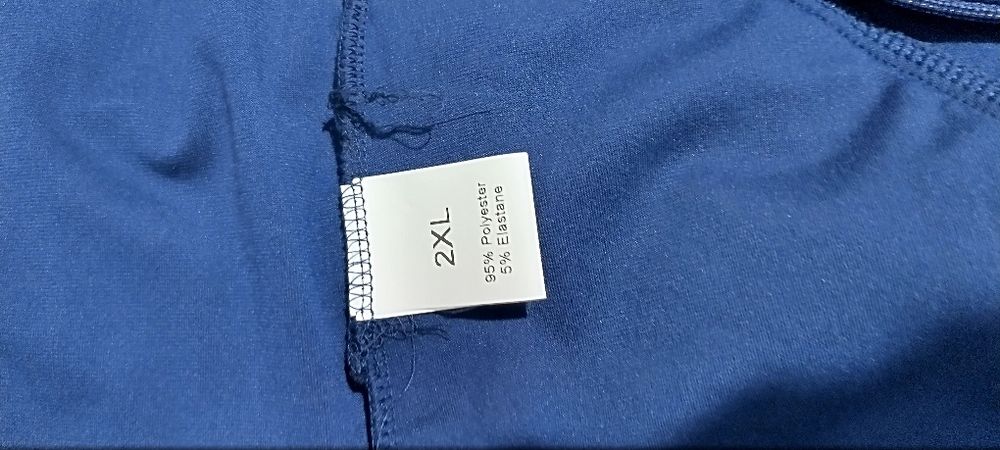 2XL
95% Polyester
5% Elastane